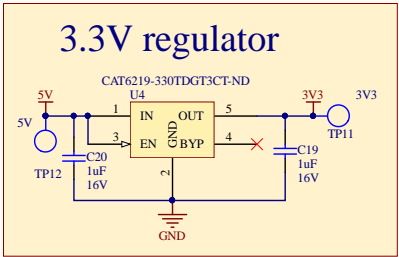 3.3V regulator
CAT6219-330TDGT3CT-ND
U4
5V
3V3
3V3
5V
1
IN
OUT
5
3
EN
GND
BYP
4
TP11
C20
1uF
16V
C19
1uF
16V
TP12
2
GND